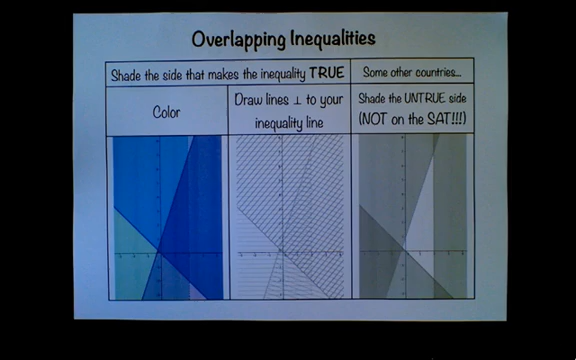 Overlapping Inequalities
Shade the side that makes the inequality TRUE
Some other countries...
Color
Draw lines ⊥ to your
inequality line
Shade the UNTRUE side
(NOT on the SAT!!!)